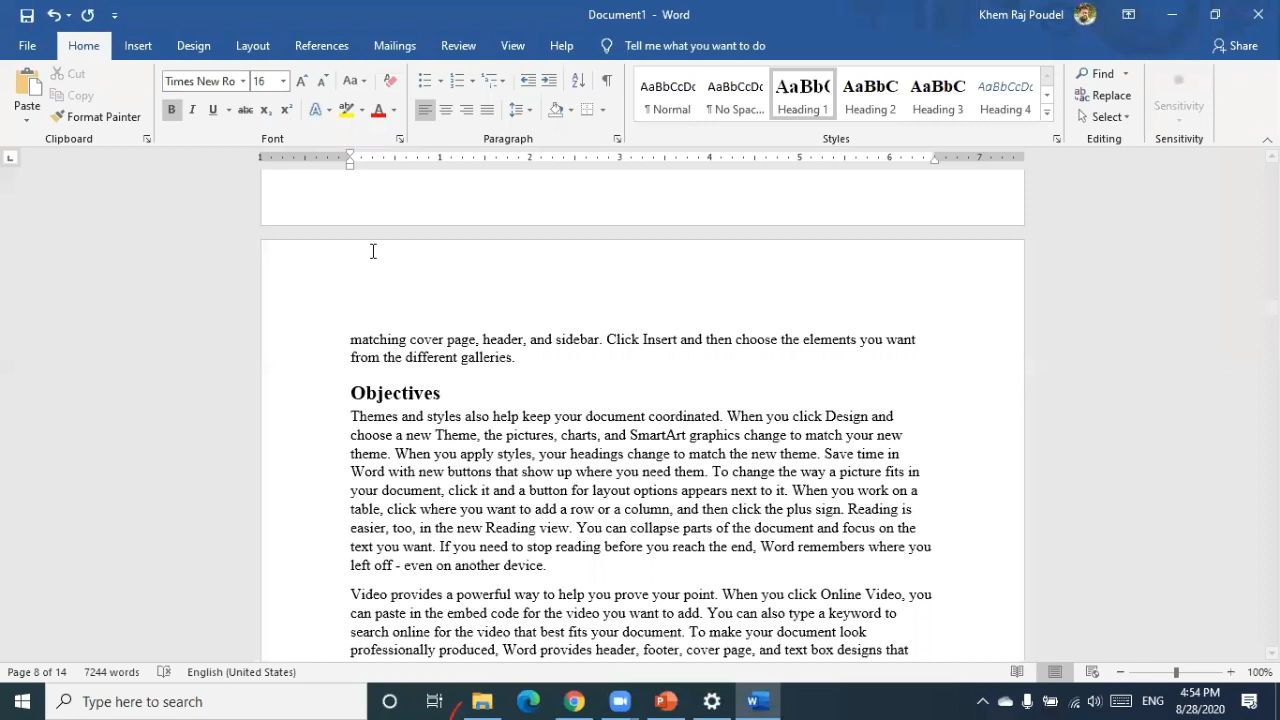 Document1 - Word
Khem Raj Poudel
File Home Insert Design Layout References Mailings Review View Help Tell me what you want to do Share
Paste
Cut
Copy
Format Painter
Clipboard
Times New Ro 16
Font
Paragraph
AaBbCcDc AaBbCcDc AaBbC AaBbC AaBbC AaBbCcDc
¶ Normal ¶ No Spac... Heading 1 Heading 2 Heading 3 Heading 4
Styles
Find
Replace
Select
Editing
Sensitivity
Sensitivity
1 1 2 3 4 5 6 7
matching cover page, header, and sidebar. Click Insert and then choose the elements you want
from the different galleries.
Objectives
Themes and styles also help keep your document coordinated. When you click Design and
choose a new Theme, the pictures, charts, and SmartArt graphics change to match your new
theme. When you apply styles, your headings change to match the new theme. Save time in
Word with new buttons that show up where you need them. To change the way a picture fits in
your document, click it and a button for layout options appears next to it. When you work on a
table, click where you want to add a row or a column, and then click the plus sign. Reading is
easier, too, in the new Reading view. You can collapse parts of the document and focus on the
text you want. If you need to stop reading before you reach the end, Word remembers where you
left off - even on another device.
Video provides a powerful way to help you prove your point. When you click Online Video, you
can paste in the embed code for the video you want to add. You can also type a keyword to
search online for the video that best fits your document. To make your document look
professionally produced, Word provides header, footer, cover page, and text box designs that
Page 8 of 14 7244 words English (United States) 100%
Type here to search
ENG
4:54 PM
8/28/2020